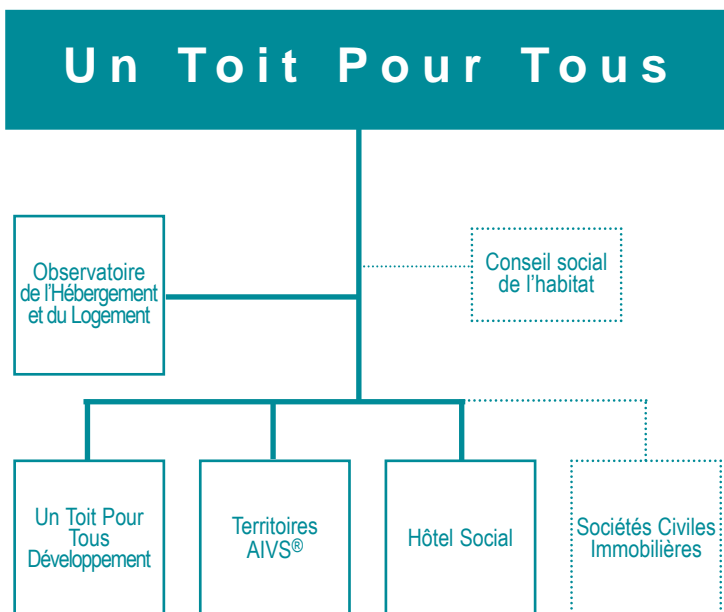 Un Toit Pour Tous
Observatoire
de l'Hébergement
et du Logement
Conseil social
de l'habitat
Un Toit Pour
Tous
Développement
Territoires
AIVS®
Hôtel Social
Sociétés Civiles
Immobilières